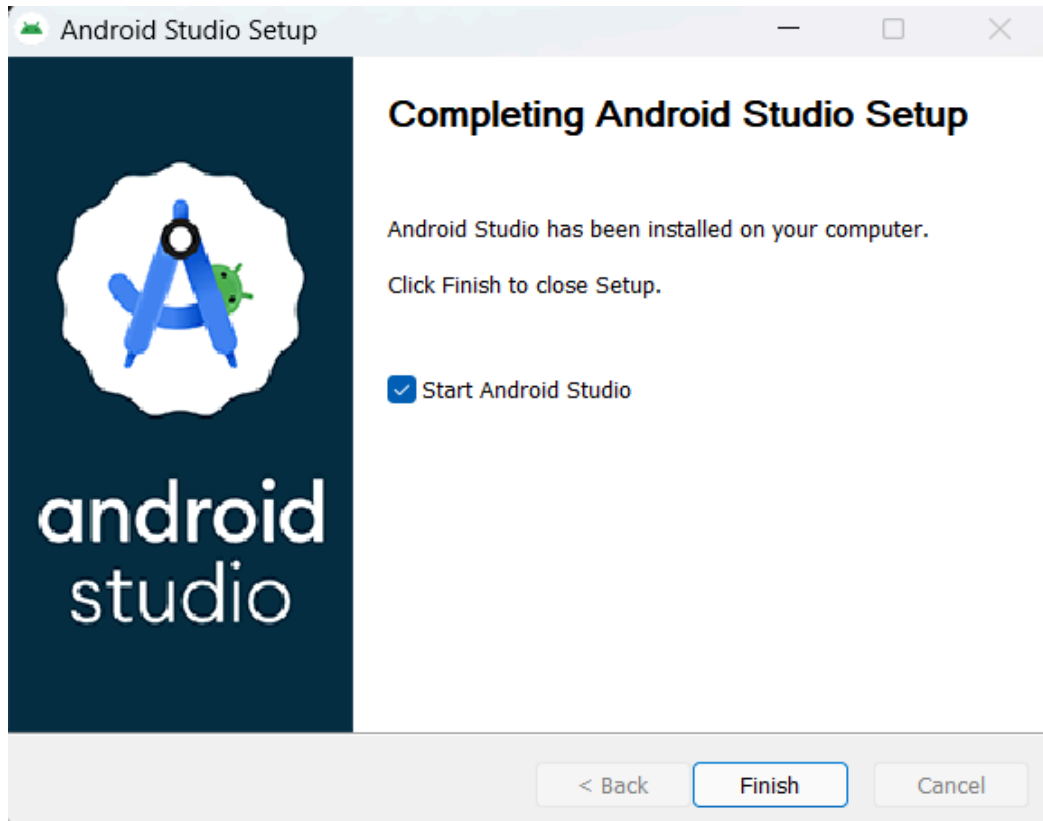 Android Studio Setup
Completing Android Studio Setup
Android Studio has been installed on your computer.
Click Finish to close Setup.
Start Android Studio
android
studio
< Back
Finish
Cancel